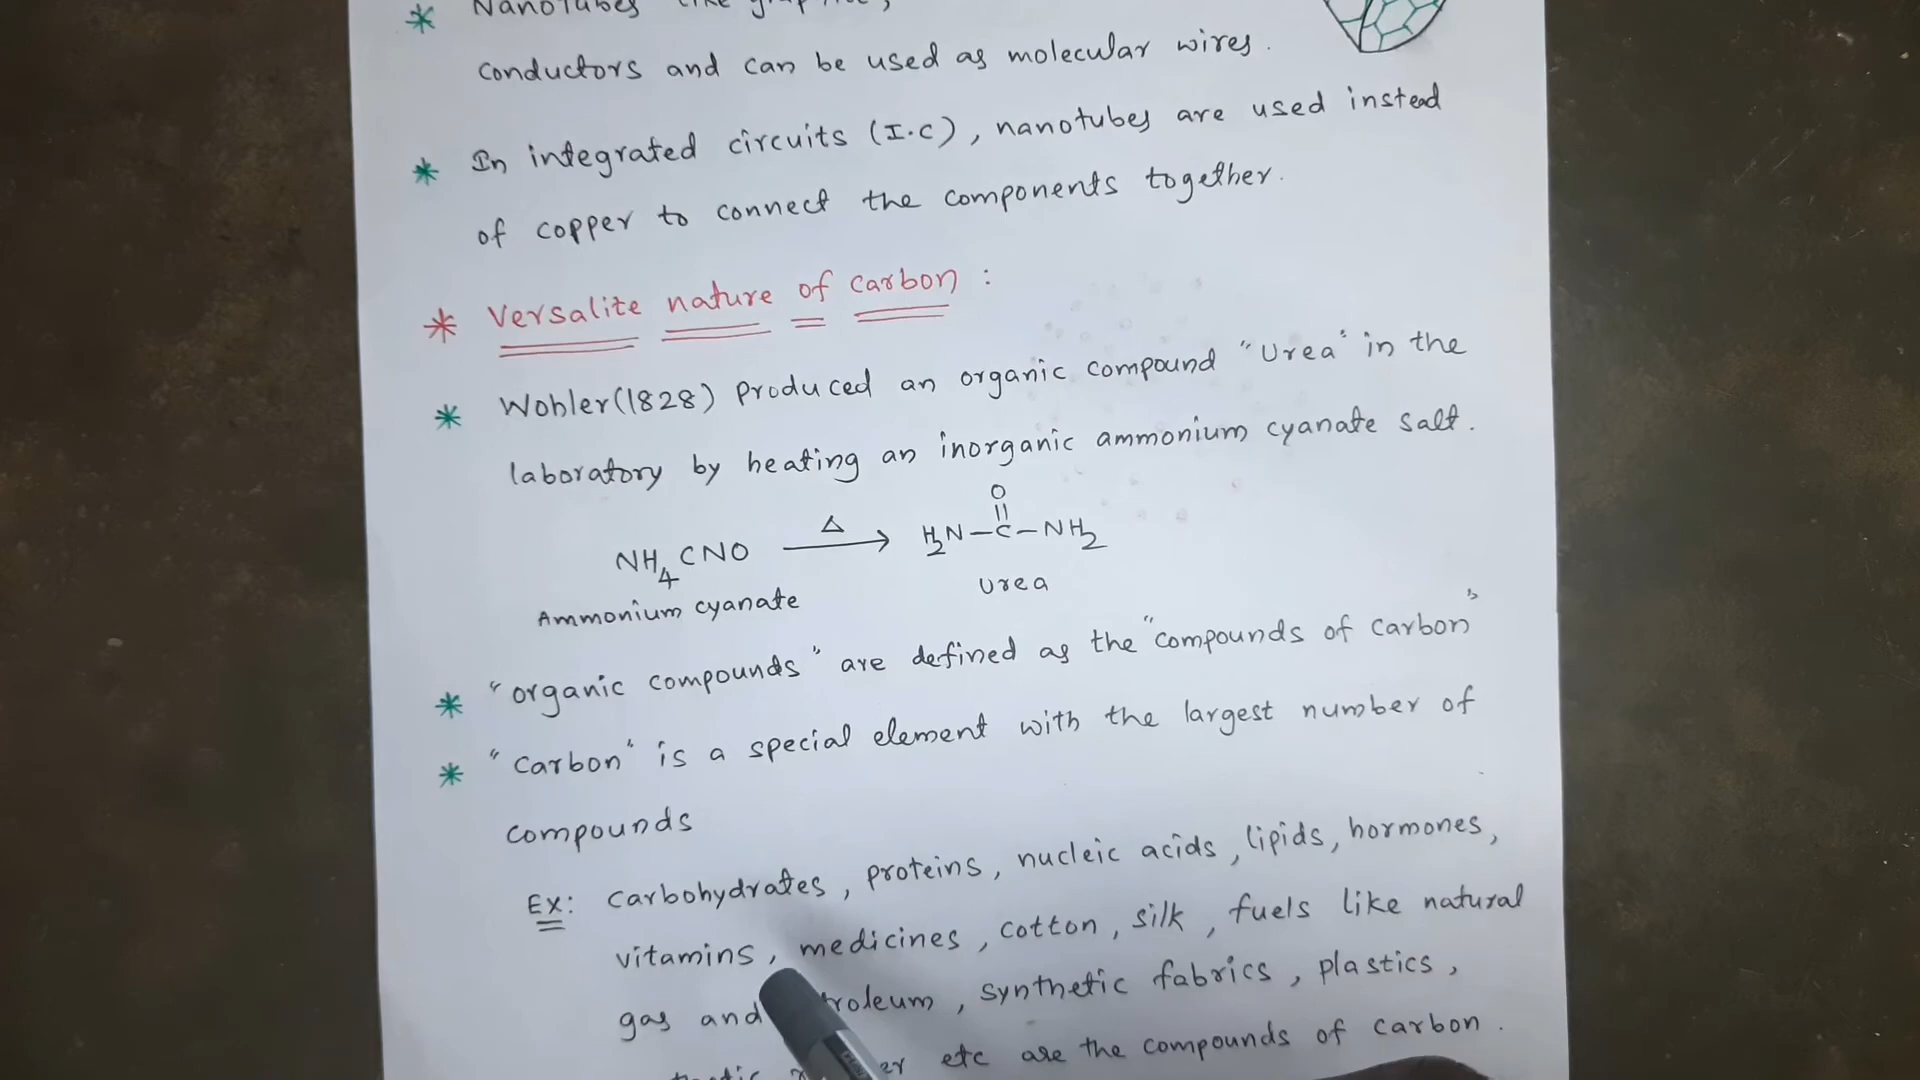 * Nanotubes like
conductors and can be used as molecular wires.
* In integrated circuits (I.C), nanotubes are used instead
of copper to connect the components together.
* Versalite nature of carbon :
* Wohler(1828) produced an organic compound "Urea" in the
laboratory by heating an inorganic ammonium cyanate salt.
O
NH4CNO —Δ→ H2N–C–NH2
Ammonium cyanate urea
* "organic compounds" are defined as the "compounds of carbon"
* "carbon" is a special element with the largest number of
compounds
Ex: carbohydrates, proteins, nucleic acids, lipids, hormones,
vitamins, medicines, cotton, silk, fuels like natural
gas and troleum, synthetic fabrics, plastics,
etc are the compounds of carbon.